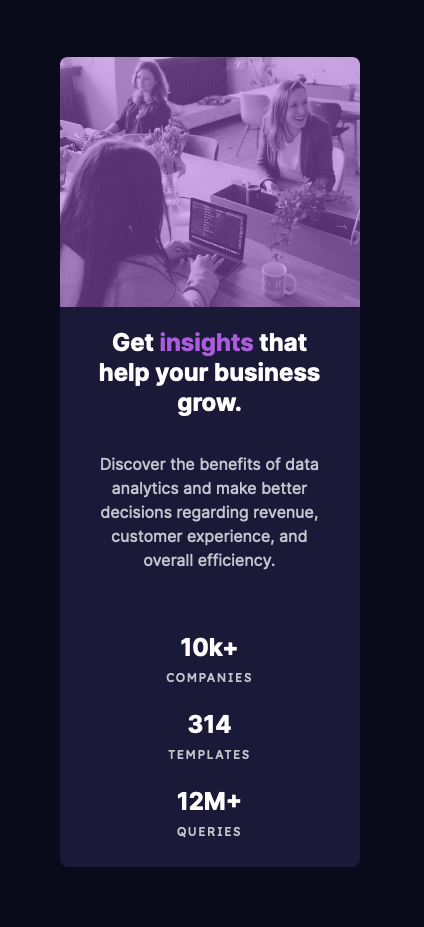 Get insights that
help your business
grow.
Discover the benefits of data
analytics and make better
decisions regarding revenue,
customer experience, and
overall efficiency.
10k+
COMPANIES
314
TEMPLATES
12M+
QUERIES